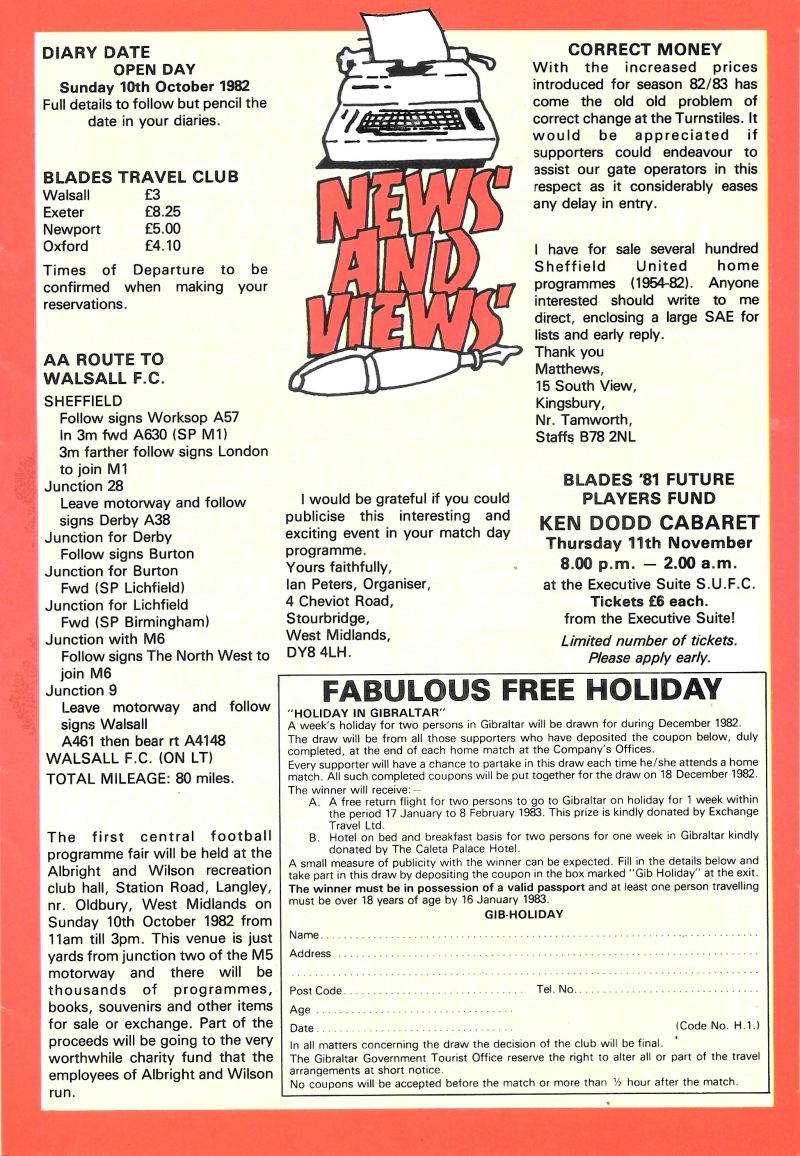 DIARY DATE
OPEN DAY
Sunday 10th October 1982
Full details to follow but pencil the
date in your diaries.
BLADES TRAVEL CLUB
Walsall £3
Exeter £8.25
Newport £5.00
Oxford £4.10
Times of Departure to be
confirmed when making your
reservations.
AA ROUTE TO
WALSALL F.C.
SHEFFIELD
Follow signs Worksop A57
In 3m fwd A630 (SP M1)
3m farther follow signs London
to join M1
Junction 28
Leave motorway and follow
signs Derby A38
Junction for Derby
Follow signs Burton
Junction for Burton
Fwd (SP Lichfield)
Junction for Lichfield
Fwd (SP Birmingham)
Junction with M6
Follow signs The North West to
join M6
Junction 9
Leave motorway and follow
signs Walsall
A461 then bear rt A4148
WALSALL F.C. (ON LT)
TOTAL MILEAGE: 80 miles.
The first central football
programme fair will be held at the
Albright and Wilson recreation
club hall, Station Road, Langley,
nr. Oldbury, West Midlands on
Sunday 10th October 1982 from
11am till 3pm. This venue is just
yards from junction two of the M5
motorway and there will be
thousands of programmes,
books, souvenirs and other items
for sale or exchange. Part of the
proceeds will be going to the very
worthwhile charity fund that the
employees of Albright and Wilson
run.
NEWS
AND
VIEWS
I would be grateful if you could
publicise this interesting and
exciting event in your match day
programme.
Yours faithfully,
Ian Peters, Organiser,
4 Cheviot Road,
Stourbridge,
West Midlands,
DY8 4LH.
CORRECT MONEY
With the increased prices
introduced for season 82/83 has
come the old old problem of
correct change at the Turnstiles. It
would be appreciated if
supporters could endeavour to
assist our gate operators in this
respect as it considerably eases
any delay in entry.
I have for sale several hundred
Sheffield United home
programmes (1954-82). Anyone
interested should write to me
direct, enclosing a large SAE for
lists and early reply.
Thank you
Matthews,
15 South View,
Kingsbury,
Nr. Tamworth,
Staffs B78 2NL
BLADES '81 FUTURE
PLAYERS FUND
KEN DODD CABARET
Thursday 11th November
8.00 p.m. — 2.00 a.m.
at the Executive Suite S.U.F.C.
Tickets £6 each.
from the Executive Suite!
Limited number of tickets.
Please apply early.
FABULOUS FREE HOLIDAY
"HOLIDAY IN GIBRALTAR"
A week's holiday for two persons in Gibraltar will be drawn for during December 1982.
The draw will be from all those supporters who have deposited the coupon below, duly
completed, at the end of each home match at the Company's Offices.
Every supporter will have a chance to partake in this draw each time he/she attends a home
match. All such completed coupons will be put together for the draw on 18 December 1982.
The winner will receive:—
A. A free return flight for two persons to go to Gibraltar on holiday for 1 week within
the period 17 January to 8 February 1983. This prize is kindly donated by Exchange
Travel Ltd.
B. Hotel on bed and breakfast basis for two persons for one week in Gibraltar kindly
donated by The Caleta Palace Hotel.
A small measure of publicity with the winner can be expected. Fill in the details below and
take part in this draw by depositing the coupon in the box marked "Gib Holiday" at the exit.
The winner must be in possession of a valid passport and at least one person travelling
must be over 18 years of age by 16 January 1983.
GIB-HOLIDAY
Name
Address
Post Code Tel. No.
Age
Date (Code No. H.1.)
In all matters concerning the draw the decision of the club will be final.
The Gibraltar Government Tourist Office reserve the right to alter all or part of the travel
arrangements at short notice.
No coupons will be accepted before the match or more than ½ hour after the match.